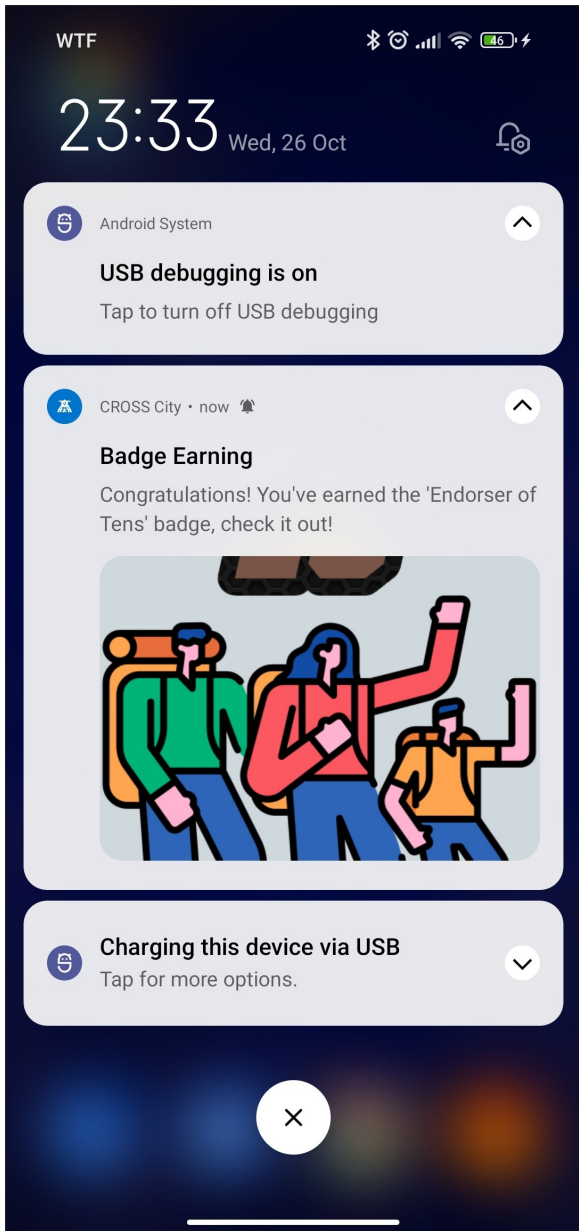 WTF
46
23:33 Wed, 26 Oct
Android System
USB debugging is on
Tap to turn off USB debugging
CROSS City • now
Badge Earning
Congratulations! You've earned the 'Endorser of
Tens' badge, check it out!
Charging this device via USB
Tap for more options.